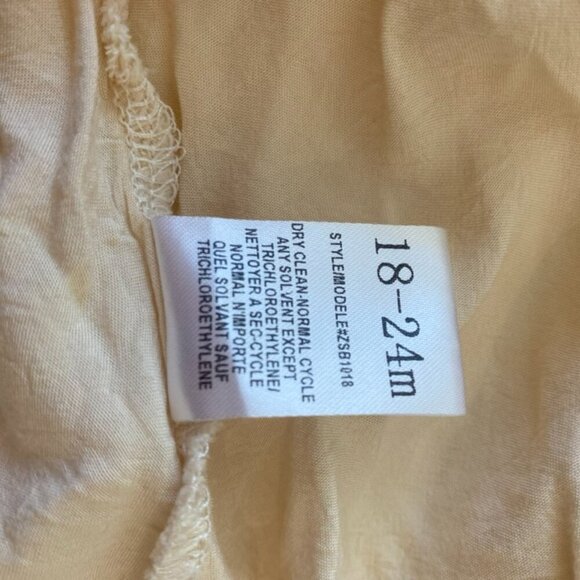 18-24m
STYLE/MODELE#ZSB1018
DRY CLEAN-NORMAL CYCLE
ANY SOLVENT EXCEPT
TRICHLOROETHYLENE/
NETTOYER A SEC-CYCLE
NORMAL N'IMPORTE
QUEL SOLVANT SAUF
TRICHLOROETHYLENE